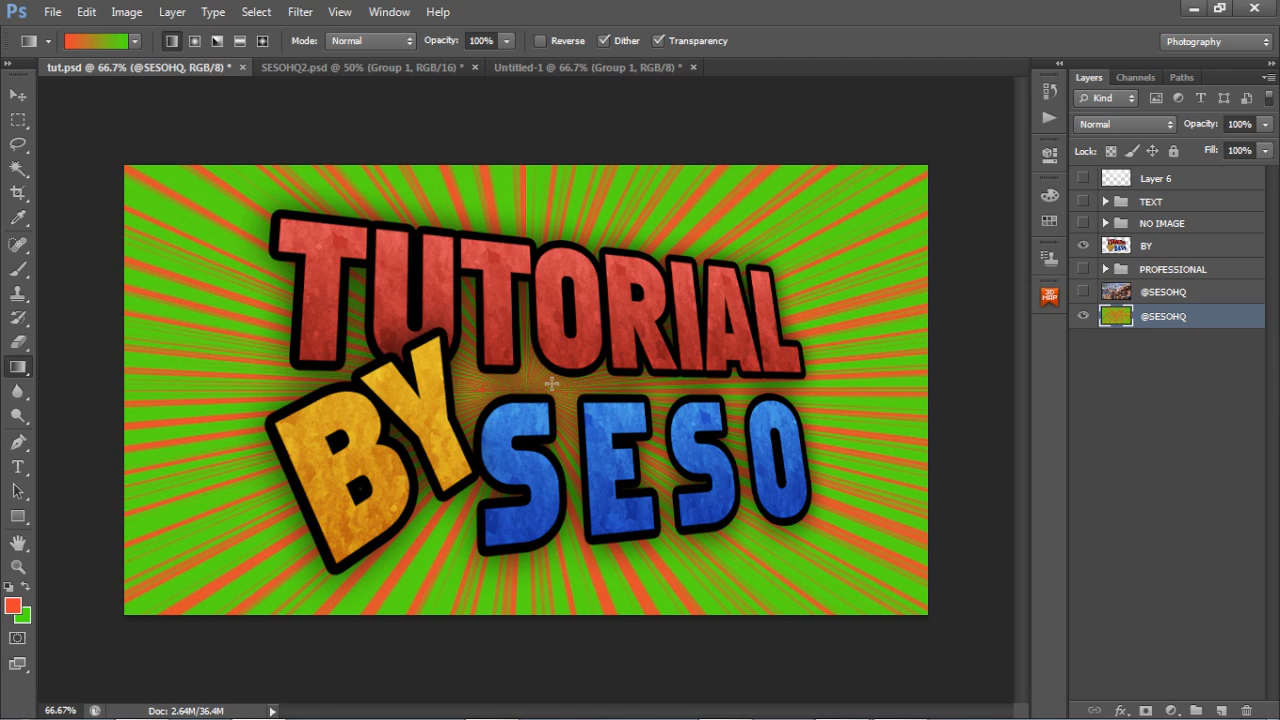 Ps File Edit Image Layer Type Select Filter View Window Help
Mode: Normal Opacity: 100% Reverse Dither Transparency Photography
tut.psd @ 66.7% (@SESOHQ, RGB/8) * × SESOHQ2.psd @ 50% (Group 1, RGB/16) * × Untitled-1 @ 66.7% (Group 1, RGB/8) * ×
Layers Channels Paths
Kind
Normal Opacity: 100%
Lock: Fill: 100%
Layer 6
TEXT
NO IMAGE
BY
PROFESSIONAL
@SESOHQ
@SESOHQ
3D MAP
TUTORIAL
BY SESO
66.67% Doc: 2.64M/36.4M